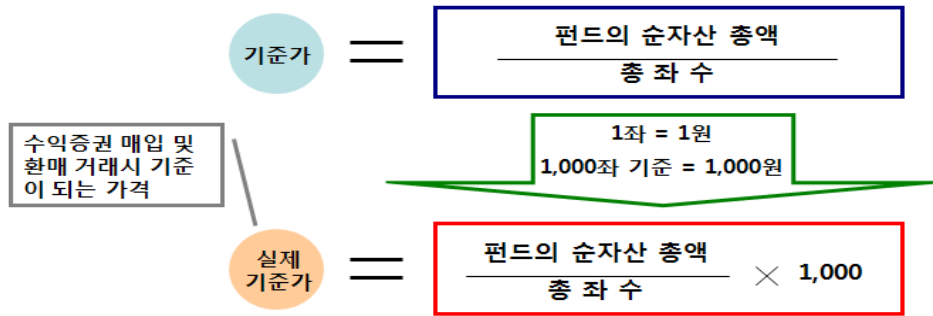 기준가
펀드의 순자산 총액
총 좌 수
1좌 = 1원
1,000좌 기준 = 1,000원
수익증권 매입 및
환매 거래시 기준
이 되는 가격
실제
기준가
펀드의 순자산 총액
총 좌 수
× 1,000